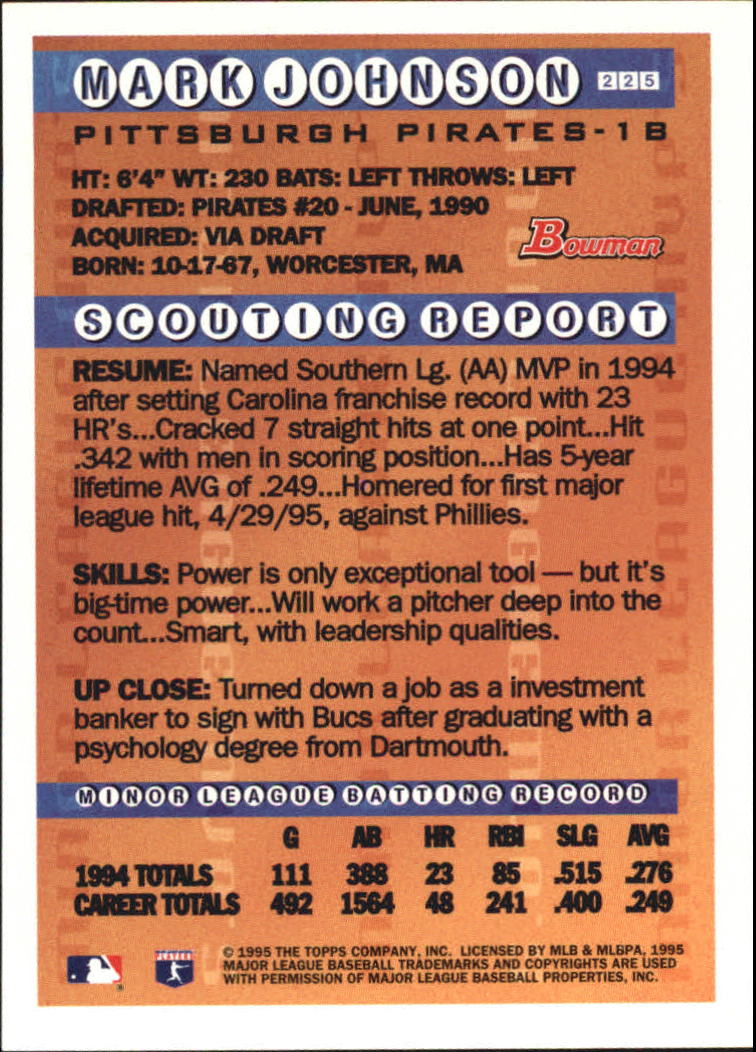 MARK JOHNSON 225
PITTSBURGH PIRATES-1B
HT: 6'4" WT: 230 BATS: LEFT THROWS: LEFT
DRAFTED: PIRATES #20 - JUNE, 1990
ACQUIRED: VIA DRAFT
Bowman
BORN: 10-17-67, WORCESTER, MA
SCOUTING REPORT
RESUME: Named Southern Lg. (AA) MVP in 1994
after setting Carolina franchise record with 23
HR's...Cracked 7 straight hits at one point...Hit
.342 with men in scoring position...Has 5-year
lifetime AVG of .249...Homered for first major
league hit, 4/29/95, against Phillies.
SKILLS: Power is only exceptional tool — but it's
big-time power...Will work a pitcher deep into the
count...Smart, with leadership qualities.
UP CLOSE: Turned down a job as a investment
banker to sign with Bucs after graduating with a
psychology degree from Dartmouth.
MINOR LEAGUE BATTING RECORD
G AB HR RBI SLG AVG
1994 TOTALS 111 388 23 85 .515 .276
CAREER TOTALS 492 1564 48 241 .400 .249
PLAYERS
© 1995 THE TOPPS COMPANY, INC. LICENSED BY MLB & MLBPA, 1995
MAJOR LEAGUE BASEBALL TRADEMARKS AND COPYRIGHTS ARE USED
WITH PERMISSION OF MAJOR LEAGUE BASEBALL PROPERTIES, INC.